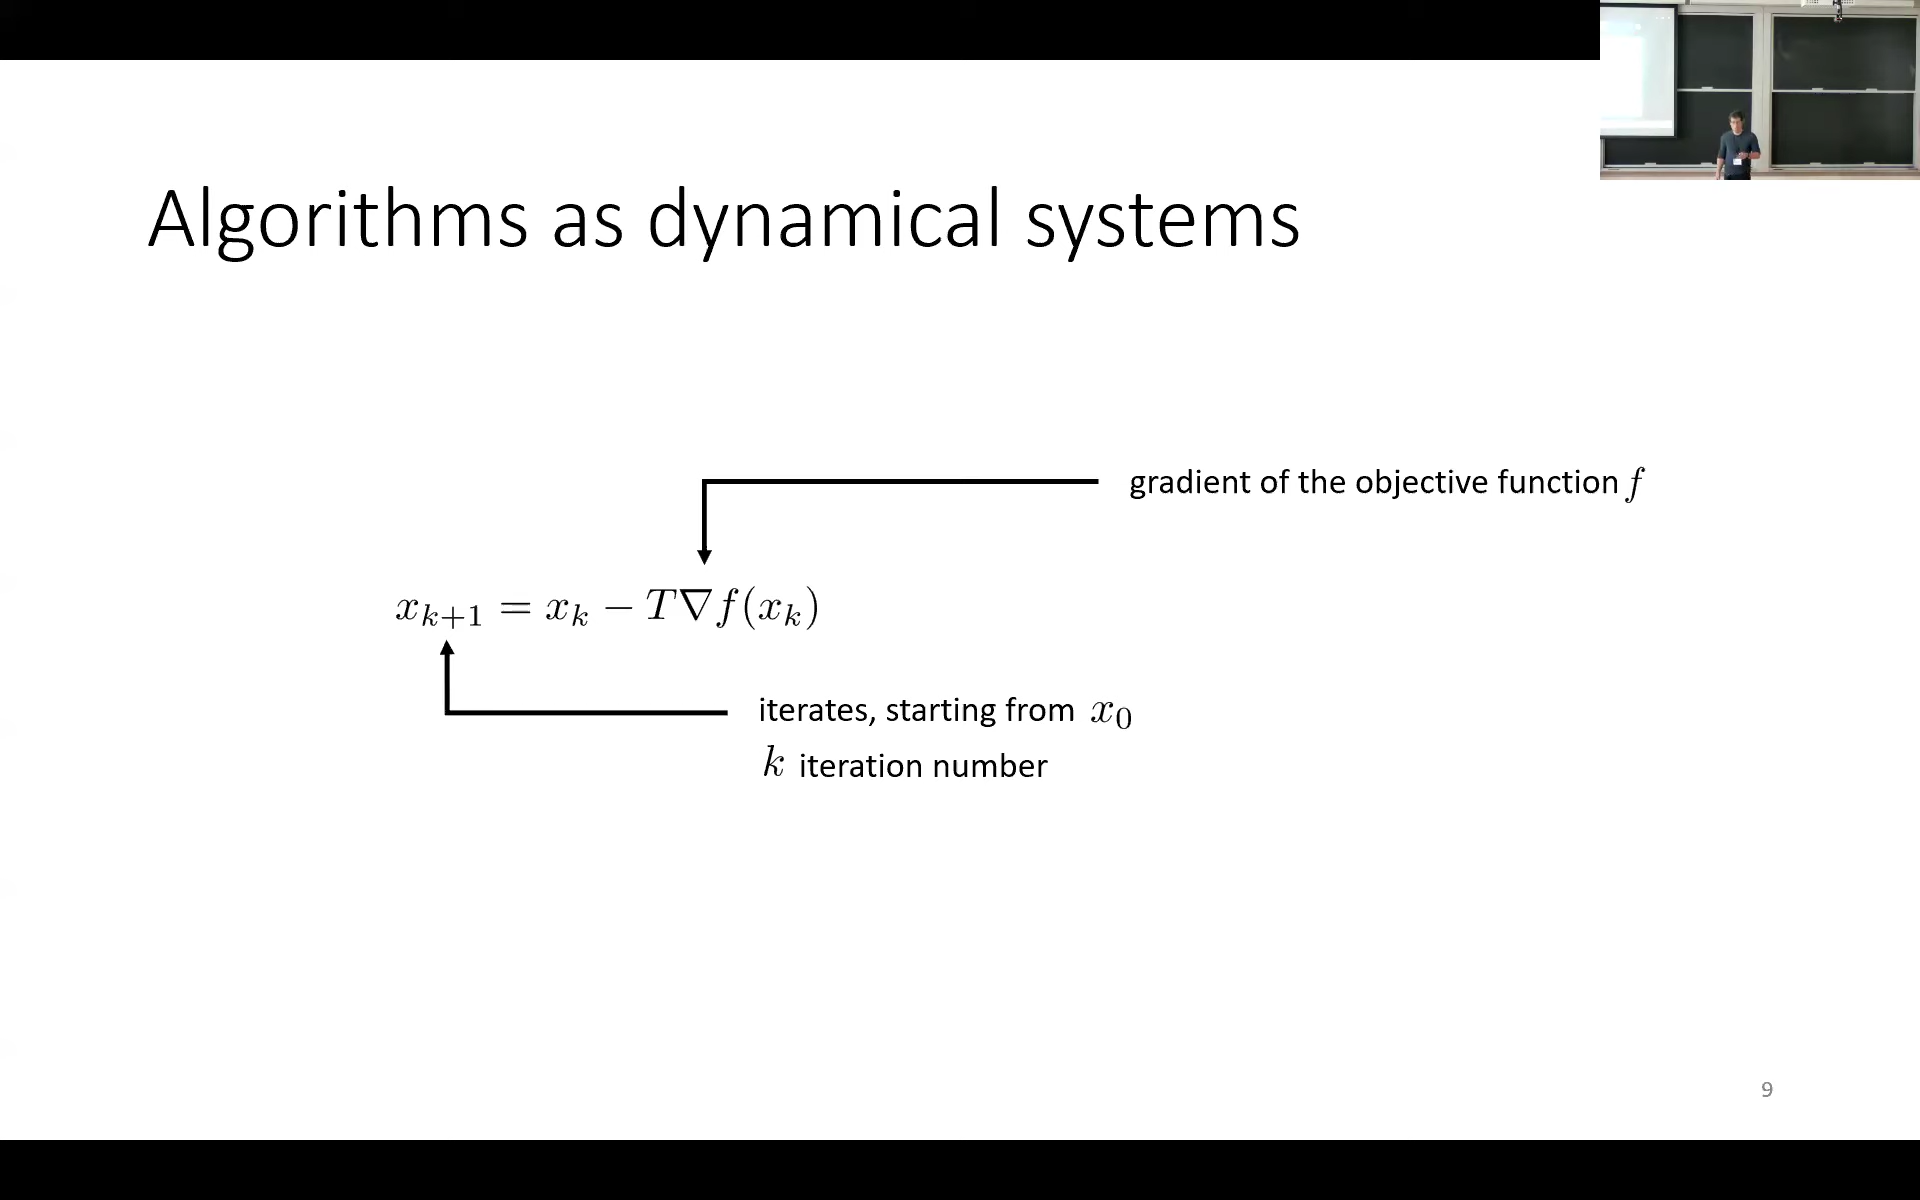 Algorithms as dynamical systems
gradient of the objective function f
x_{k+1} = x_k − T∇f(x_k)
iterates, starting from x_0
k iteration number
9